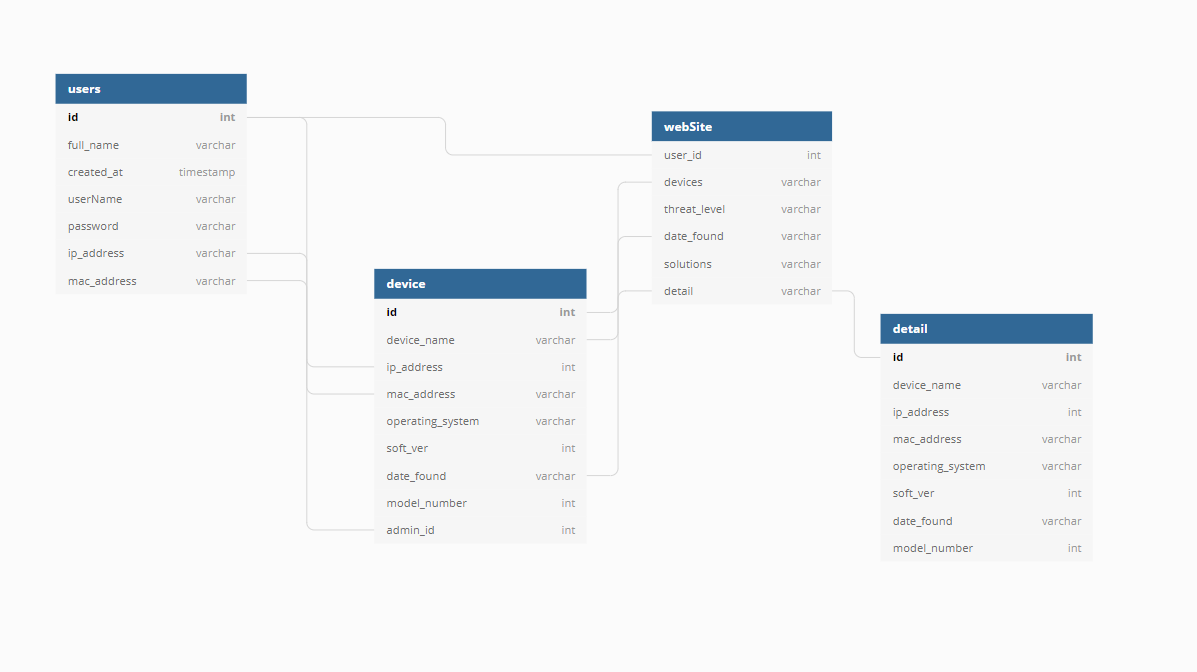 users
id int
full_name varchar
created_at timestamp
userName varchar
password varchar
ip_address varchar
mac_address varchar
device
id int
device_name varchar
ip_address int
mac_address varchar
operating_system varchar
soft_ver int
date_found varchar
model_number int
admin_id int
webSite
user_id int
devices varchar
threat_level varchar
date_found varchar
solutions varchar
detail varchar
detail
id int
device_name varchar
ip_address int
mac_address varchar
operating_system varchar
soft_ver int
date_found varchar
model_number int